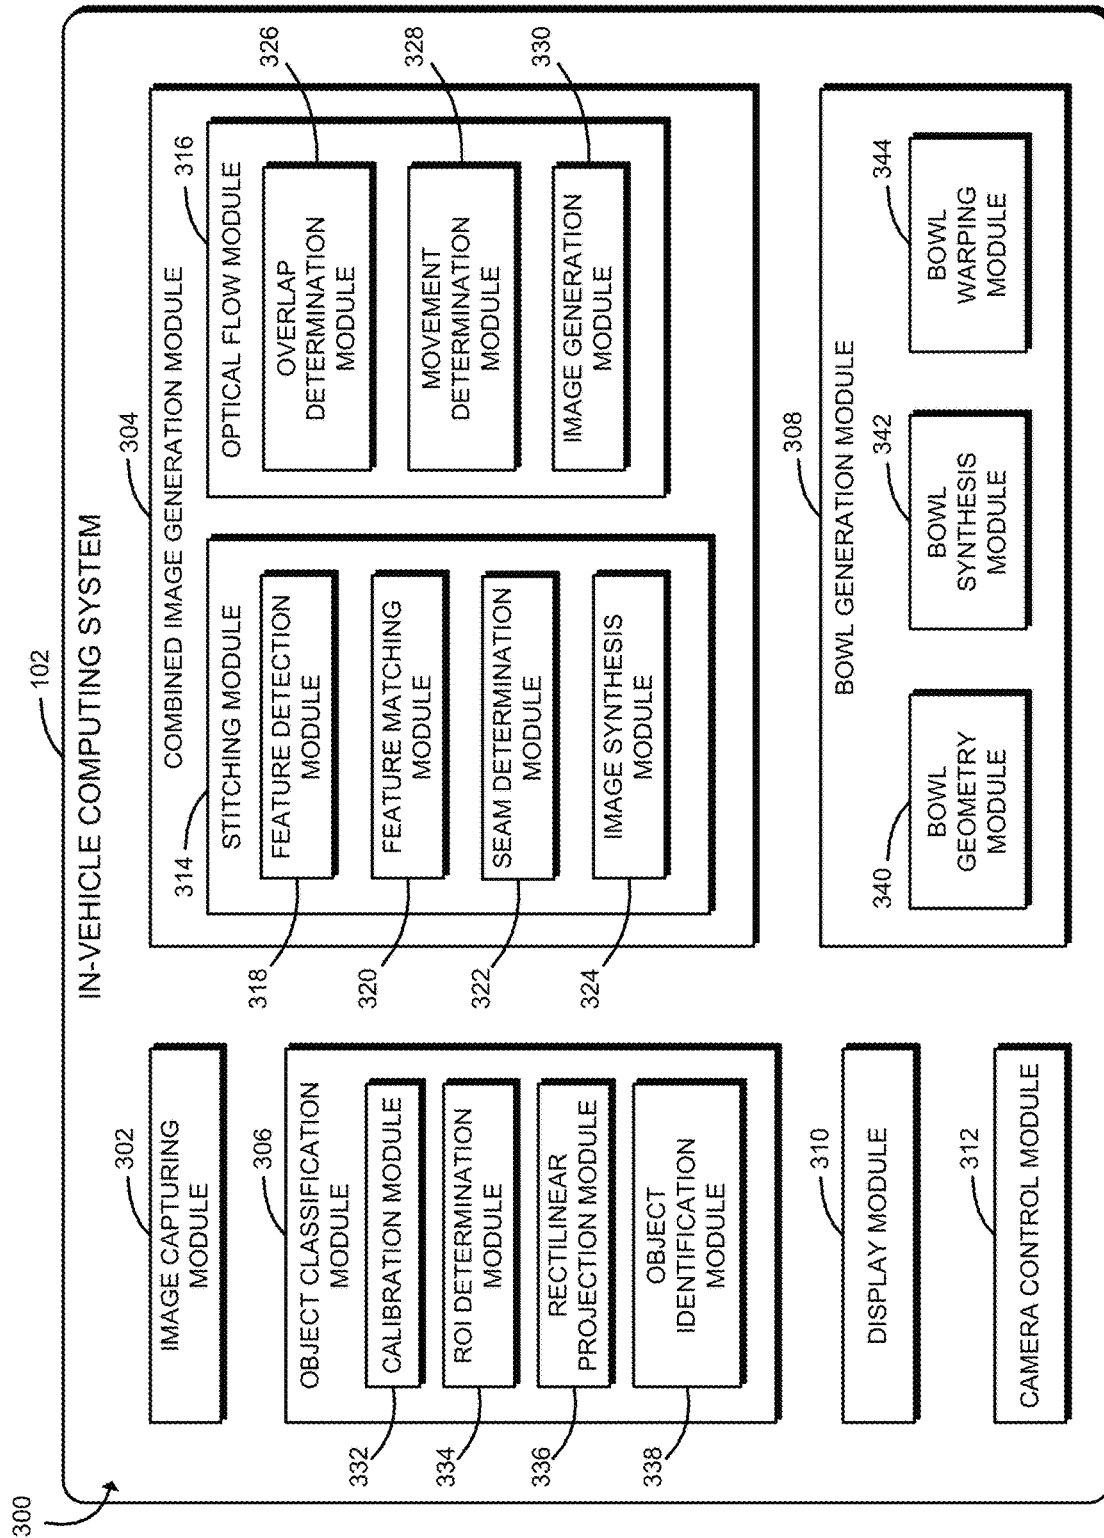 300
102
IN-VEHICLE COMPUTING SYSTEM
302
IMAGE CAPTURING
MODULE
306
OBJECT CLASSIFICATION
MODULE
332
CALIBRATION MODULE
334
ROI DETERMINATION
MODULE
336
RECTILINEAR
PROJECTION MODULE
338
OBJECT
IDENTIFICATION
MODULE
310
DISPLAY MODULE
312
CAMERA CONTROL MODULE
304
COMBINED IMAGE GENERATION MODULE
314
STITCHING MODULE
318
FEATURE DETECTION
MODULE
320
FEATURE MATCHING
MODULE
322
SEAM DETERMINATION
MODULE
324
IMAGE SYNTHESIS
MODULE
316
OPTICAL FLOW MODULE
326
OVERLAP
DETERMINATION
MODULE
328
MOVEMENT
DETERMINATION
MODULE
330
IMAGE GENERATION
MODULE
308
BOWL GENERATION MODULE
340
BOWL
GEOMETRY
MODULE
342
BOWL
SYNTHESIS
MODULE
344
BOWL
WARPING
MODULE